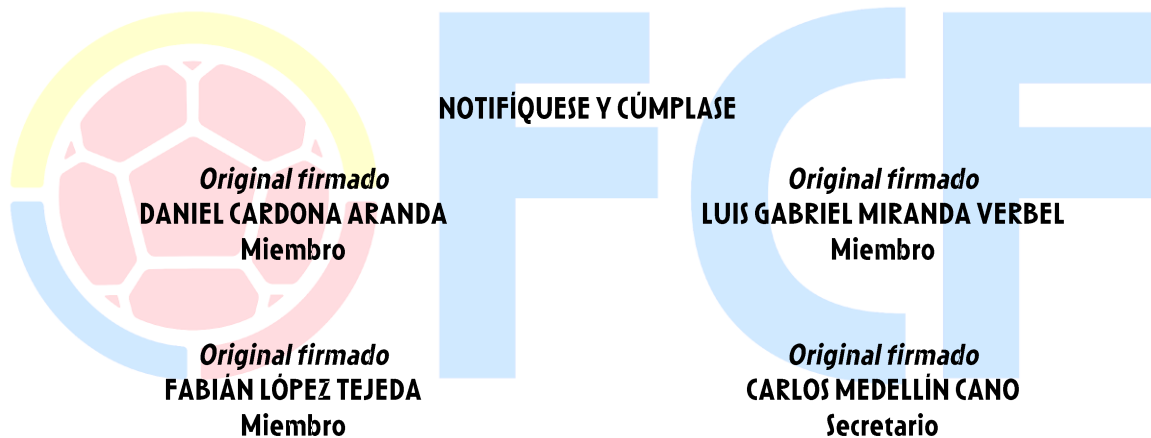 FCF
NOTIFÍQUESE Y CÚMPLASE
Original firmado
DANIEL CARDONA ARANDA
Miembro
Original firmado
LUIS GABRIEL MIRANDA VERBEL
Miembro
Original firmado
FABIÁN LÓPEZ TEJEDA
Miembro
Original firmado
CARLOS MEDELLÍN CANO
Secretario